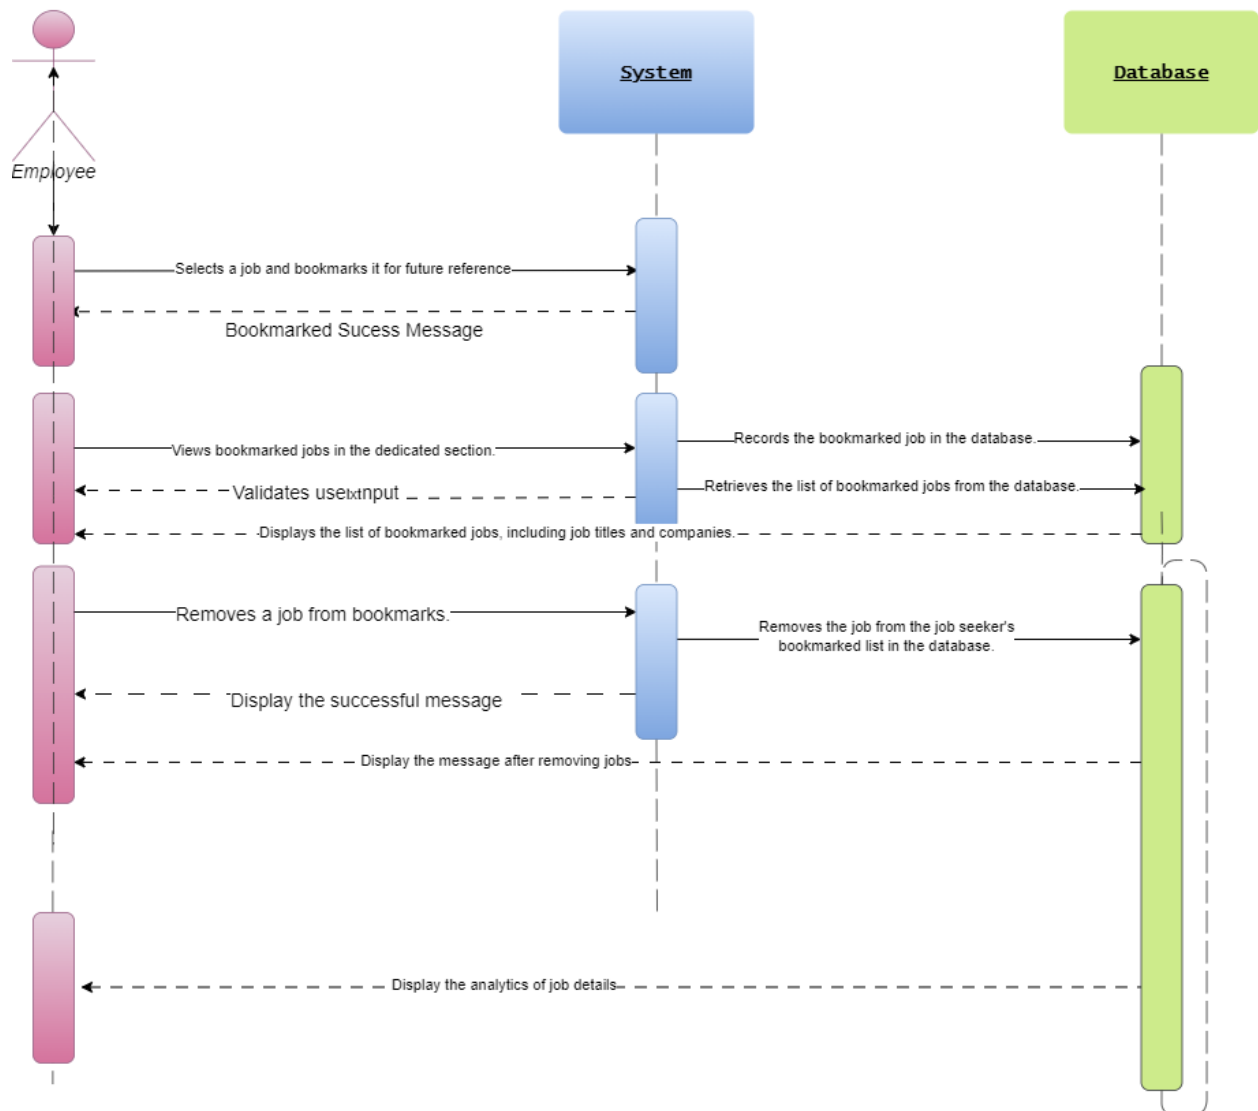 System
Database
Employee
Selects a job and bookmarks it for future reference
Bookmarked Sucess Message
Records the bookmarked job in the database.
Views bookmarked jobs in the dedicated section.
Retrieves the list of bookmarked jobs from the database.
Validates
Displays the list of bookmarked jobs, including job titles and companies.
Removes a job from bookmarks.
Removes the job from the job seeker's
bookmarked list in the database.
Display the successful message
Display the message after removing jobs
Display the analytics of job details